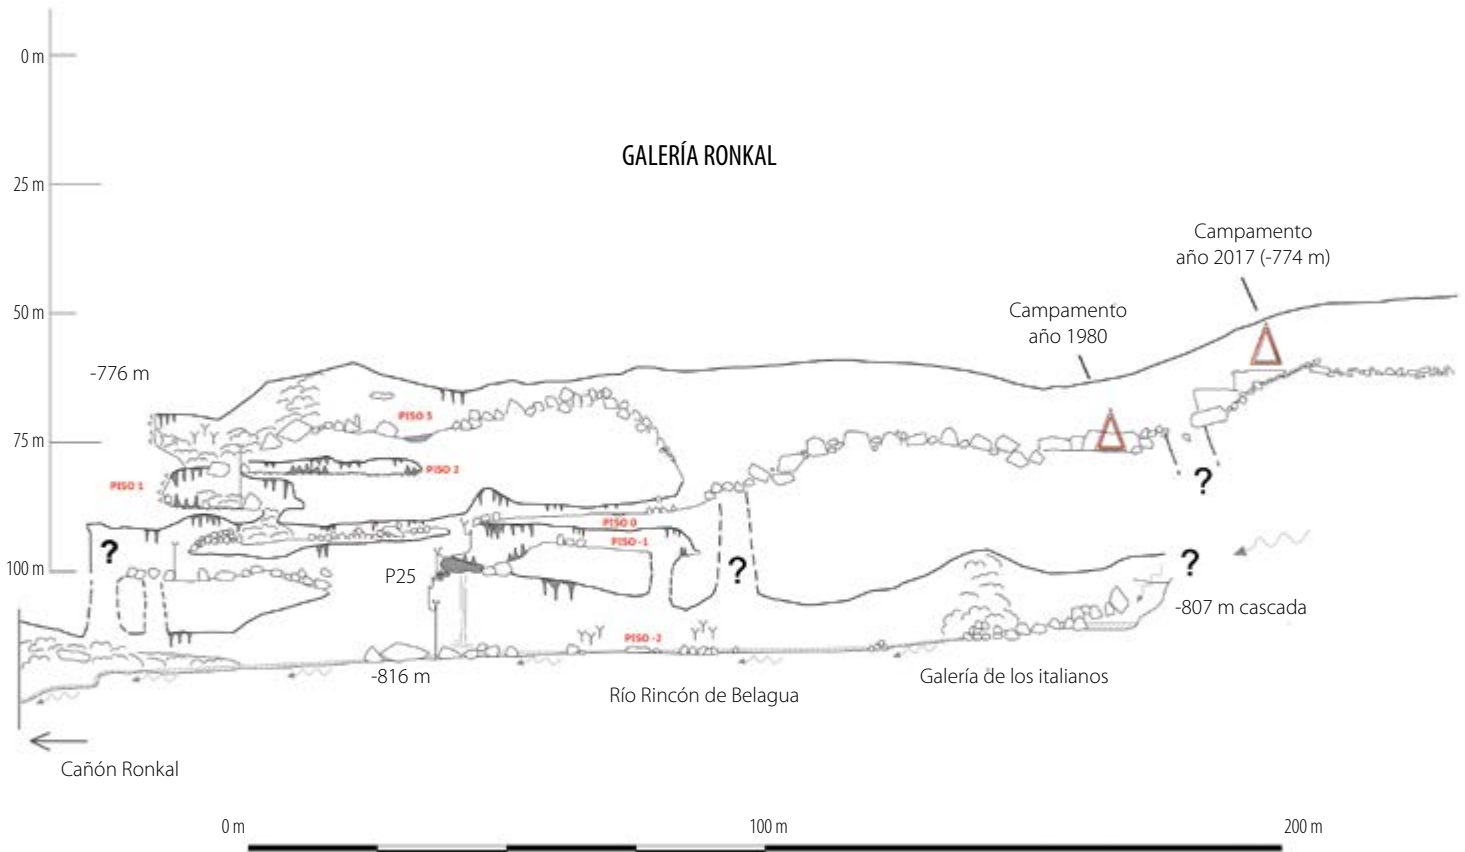 0 m
GALERÍA RONKAL
25 m
Campamento
año 2017 (-774 m)
50 m
Campamento
año 1980
-776 m
PISO 3
75 m
PISO 2
PISO 1
?
PISO 0
PISO -1
?
?
?
100 m
P25
-807 m cascada
PISO -2
-816 m
Galería de los italianos
Río Rincón de Belagua
Cañón Ronkal
0 m
100 m
200 m